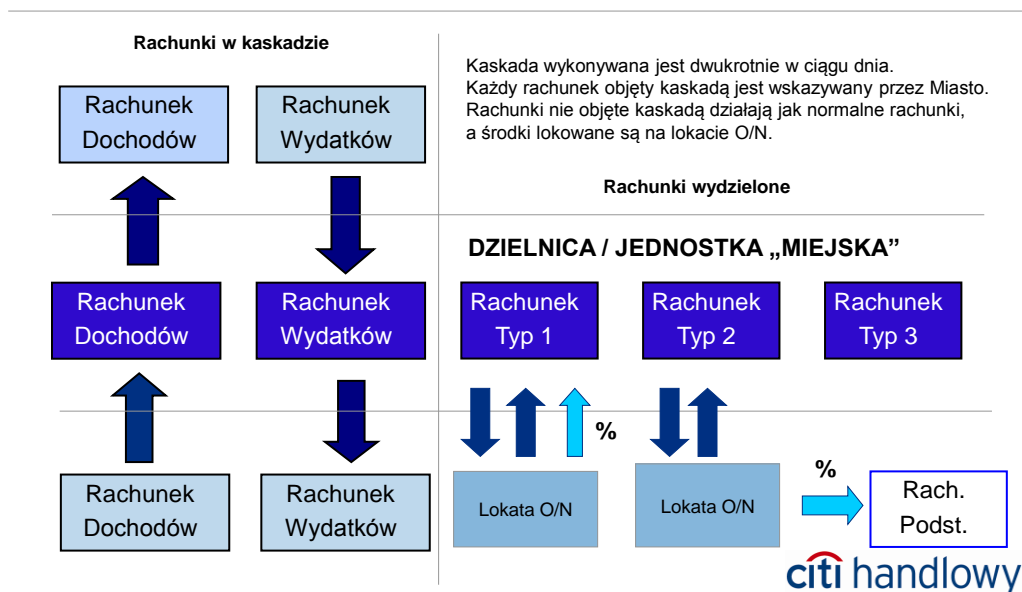 Rachunki w kaskadzie
Rachunek
Dochodów
Rachunek
Wydatków
Kaskada wykonywana jest dwukrotnie w ciągu dnia.
Każdy rachunek objęty kaskadą jest wskazywany przez Miasto.
Rachunki nie objęte kaskadą działają jak normalne rachunki,
a środki lokowane są na lokacie O/N.
Rachunki wydzielone
DZIELNICA / JEDNOSTKA „MIEJSKA”
Rachunek
Dochodów
Rachunek
Wydatków
Rachunek
Typ 1
Rachunek
Typ 2
Rachunek
Typ 3
%
%
Rachunek
Dochodów
Rachunek
Wydatków
Lokata O/N
Lokata O/N
Rach.
Podst.
citi handlowy